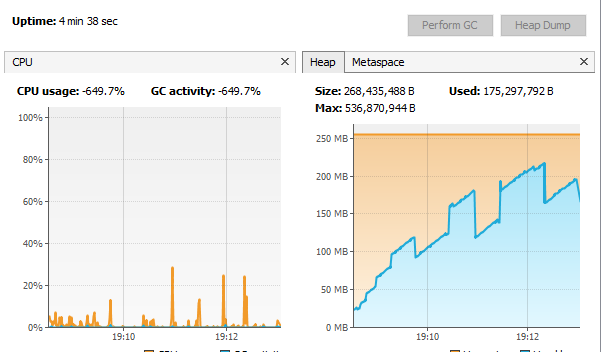 Uptime: 4 min 38 sec
Perform GC
Heap Dump
CPU
CPU usage: -649.7%
GC activity: -649.7%
100%
80%
60%
40%
20%
0%
19:10
19:12
Heap
Metaspace
Size: 268,435,488 B
Used: 175,297,792 B
Max: 536,870,944 B
250 MB
200 MB
150 MB
100 MB
50 MB
0 MB
19:10
19:12